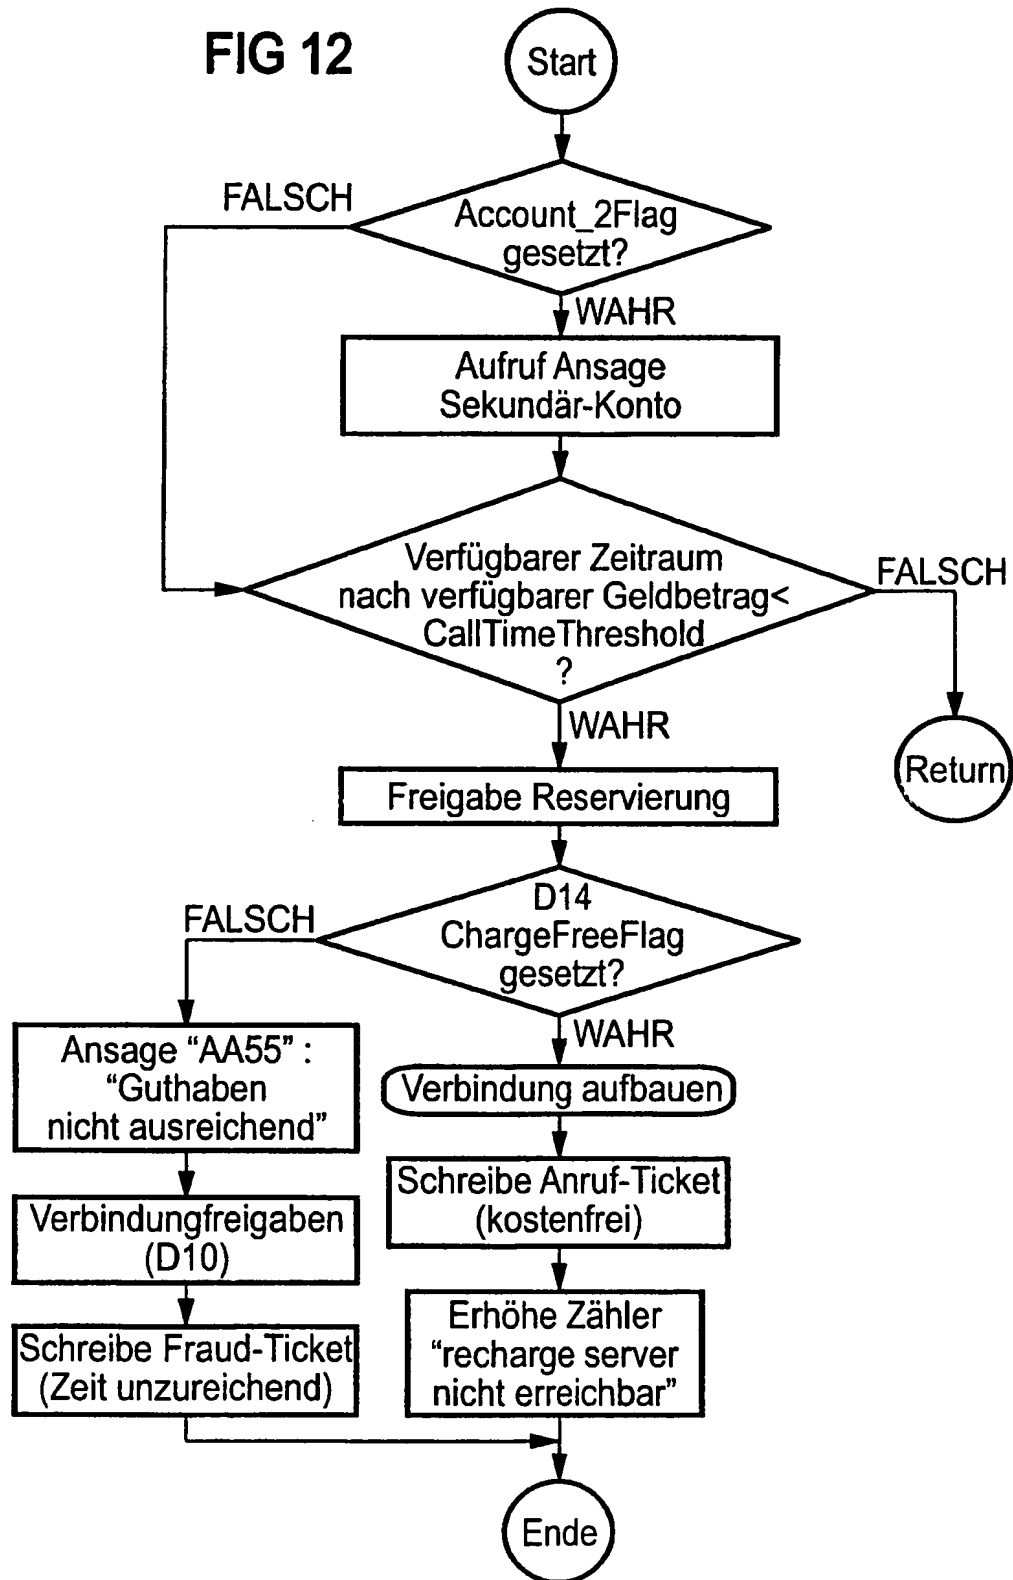 FIG 12
Start
FALSCH
Account_2Flag
gesetzt?
WAHR
Aufruf Ansage
Sekundär-Konto
Verfügbarer Zeitraum
nach verfügbarer Geldbetrag<
CallTimeThreshold
?
FALSCH
WAHR
Return
Freigabe Reservierung
D14
ChargeFreeFlag
gesetzt?
FALSCH
WAHR
Ansage “AA55” :
“Guthaben
nicht ausreichend”
Verbindung aufbauen
Verbindungfreigaben
(D10)
Schreibe Anruf-Ticket
(kostenfrei)
Schreibe Fraud-Ticket
(Zeit unzureichend)
Erhöhe Zähler
“recharge server
nicht erreichbar”
Ende